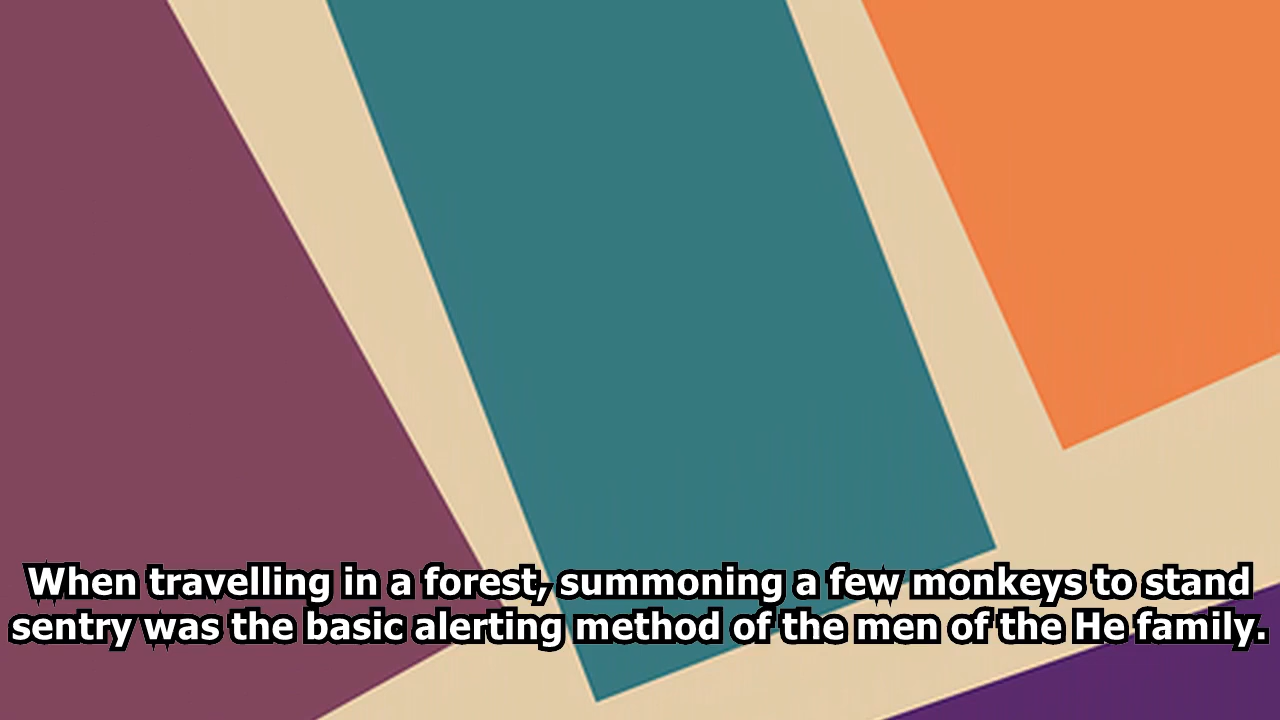 When travelling in a forest, summoning a few monkeys to stand
sentry was the basic alerting method of the men of the He family.